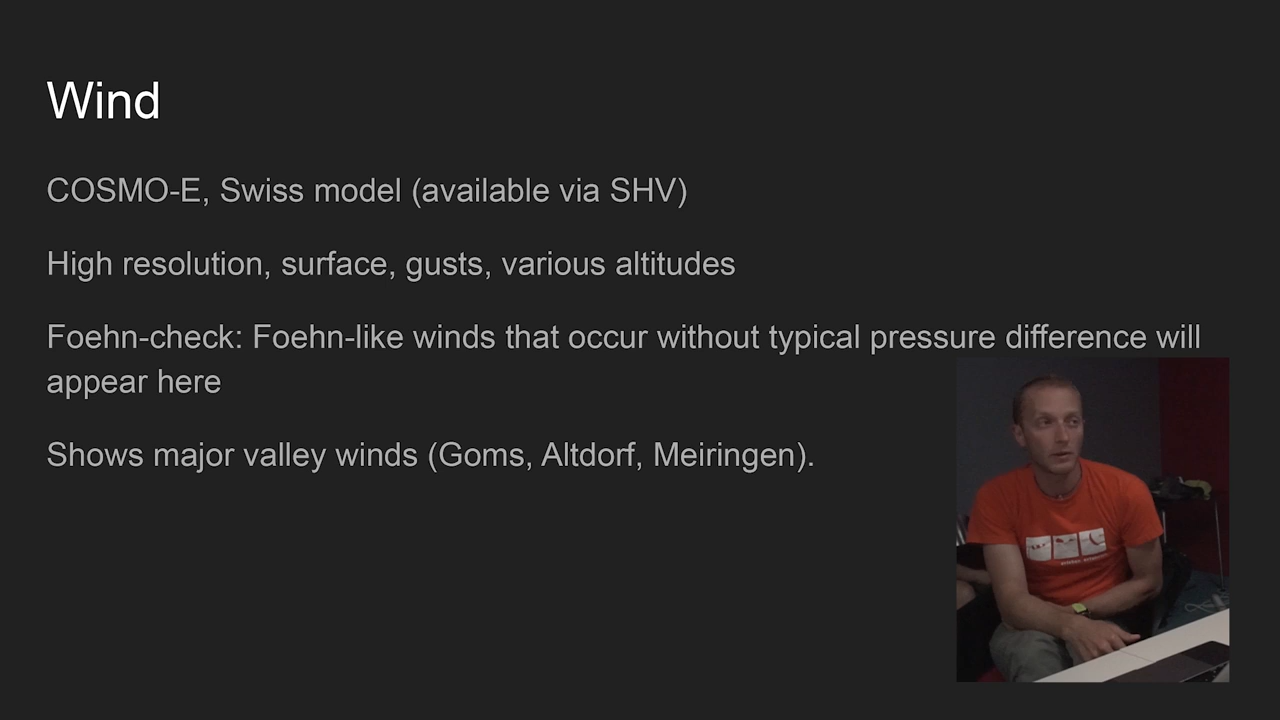 Wind
COSMO-E, Swiss model (available via SHV)
High resolution, surface, gusts, various altitudes
Foehn-check: Foehn-like winds that occur without typical pressure difference will
appear here
Shows major valley winds (Goms, Altdorf, Meiringen).